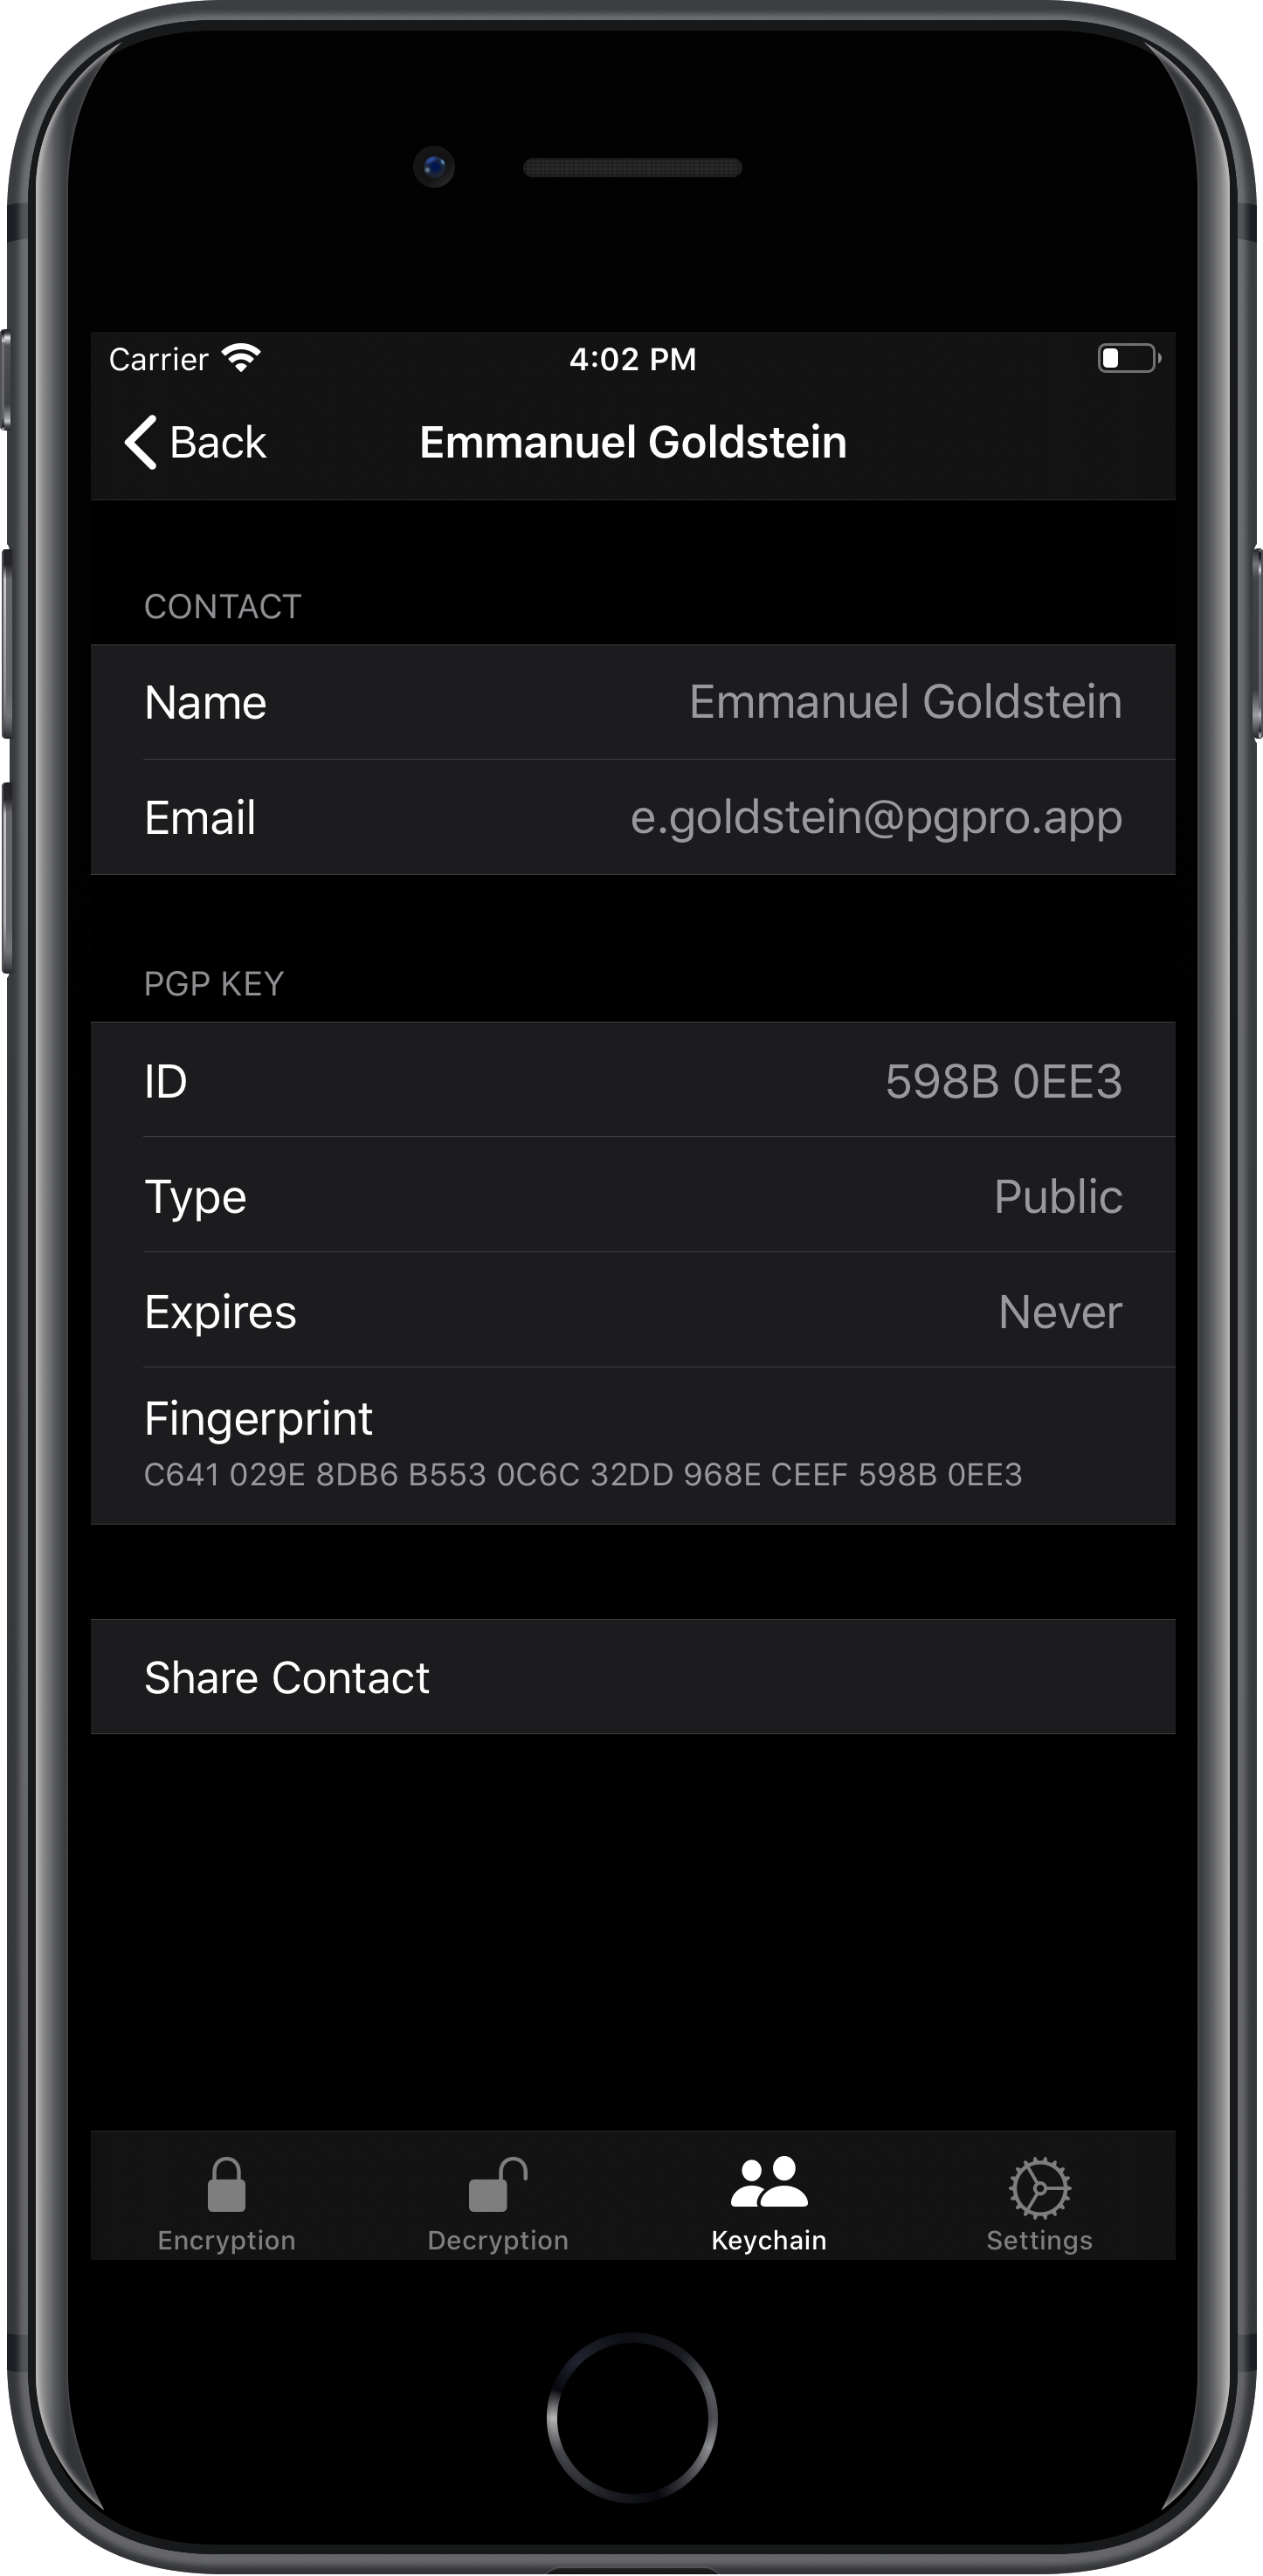 Carrier 4:02 PM
Back Emmanuel Goldstein
CONTACT
Name Emmanuel Goldstein
Email e.goldstein@pgpro.app
PGP KEY
ID 598B 0EE3
Type Public
Expires Never
Fingerprint
C641 029E 8DB6 B553 0C6C 32DD 968E CEEF 598B 0EE3
Share Contact
Encryption Decryption Keychain Settings